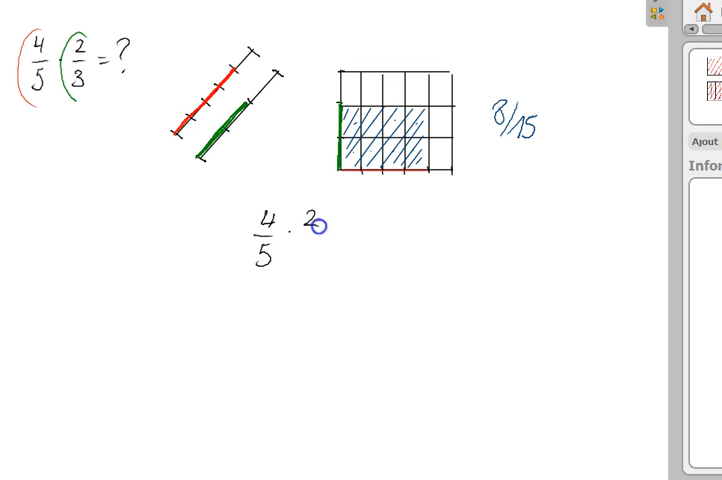 4/5 · 2/3 = ?
8/15
4/5 · 2
Ajout
Infor